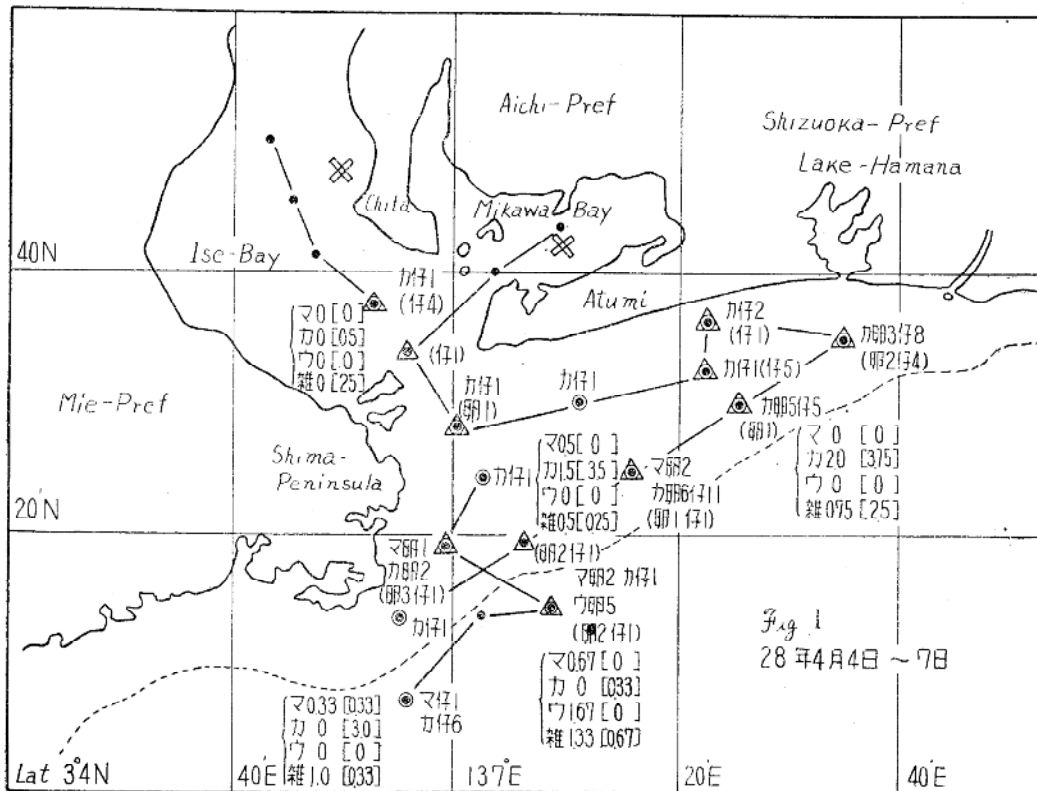 Aichi-Pref
Shizuoka-Pref
Lake-Hamana
Chita
Mikawa Bay
Ise-Bay
40'N
Atumi
カ仔1
(仔4)
マ0[0]
カ0[0.5]
ウ0[0]
雑0[2.5]
(仔1)
カ仔2
(仔1)
カ卵3仔8
(卵2仔4)
カ仔1(仔5)
カ仔1
カ仔1
(卵1)
カ卵5仔5
(卵1)
Mie-Pref
Shima-
Peninsula
マ0[0]
カ2.0[3.75]
ウ0[0]
雑0.75[2.5]
マ0.5[0]
カ1.5[3.5]
ウ0[0]
雑0.5[0.25]
マ卵2
カ卵6仔11
(卵1仔1)
カ仔1
20'N
マ卵1
カ卵2
(卵3仔1)
(卵2仔1)
マ卵2 カ仔1
ウ卵5
(卵2仔1)
カ仔1
Fig 1
28年4月4日~7日
マ0.67[0]
カ0[0.33]
ウ1.67[0]
雑1.33[0.67]
マ0.33[0.33]
カ0[3.0]
ウ0[0]
雑1.0[0.33]
マ仔1
カ仔6
Lat 34°N
40'E
137°E
20'E
40'E